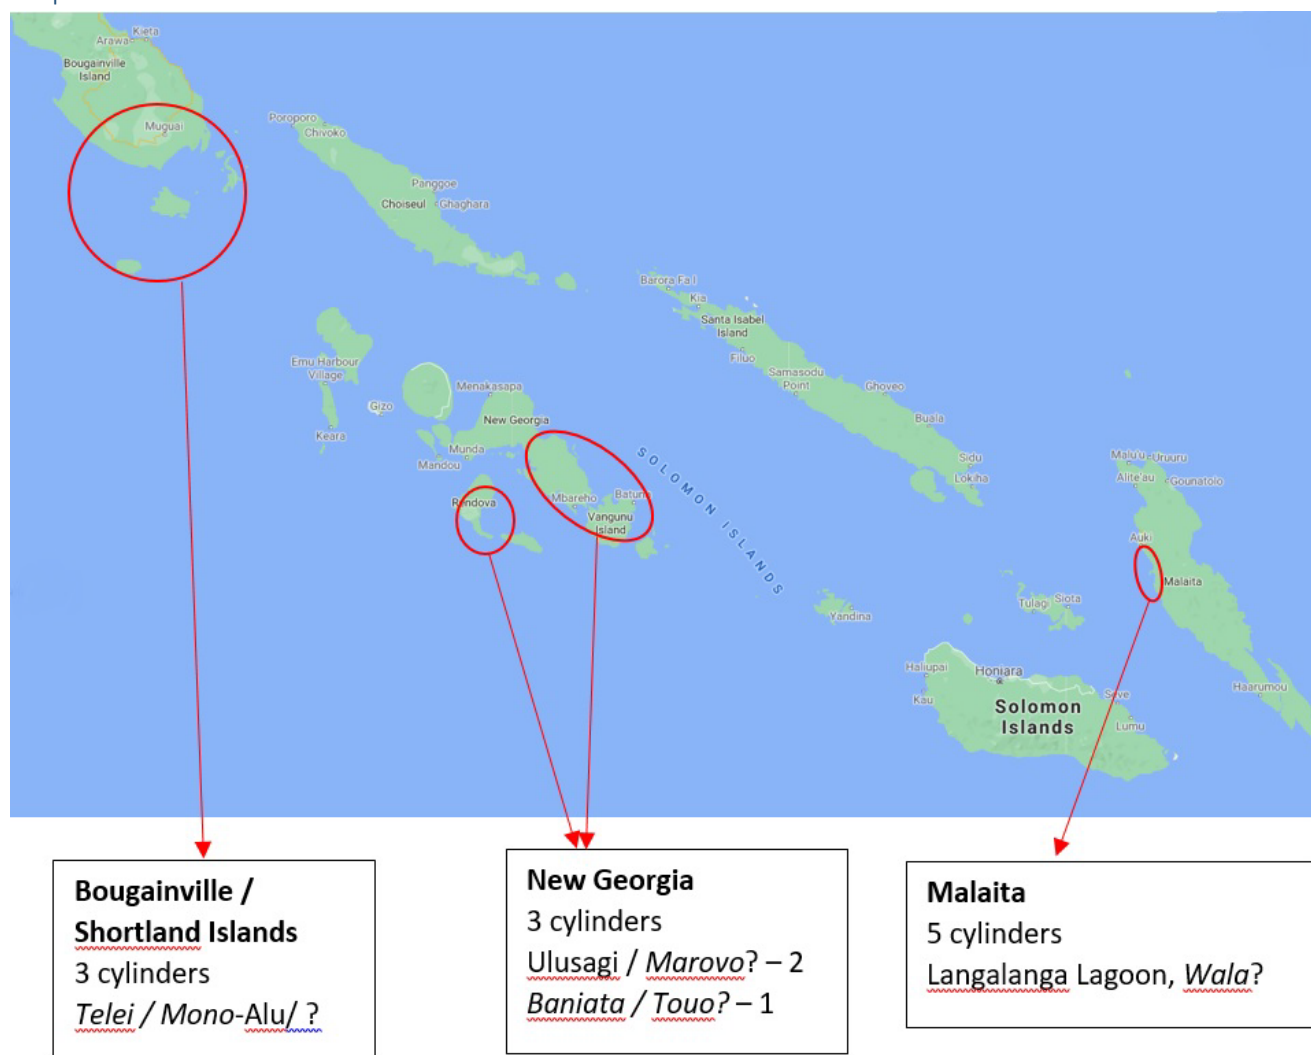 Kieta
Arawa
Bougainville
Island
Muguai
Poroporo
Chivoko
Panggoe
Choiseul
Ghaghara
Barora Fa I
Kia
Santa Isabel
Island
Filuo
Samasodu
Point
Ghoveo
Buala
Sidu
Lokiha
Emu Harbour
Village
Gizo
Keara
Menakasapa
New Georgia
Munda
Mandou
Rendova
Mbareho
Batuna
Vangunu
Island
SOLOMON ISLANDS
Malu'u
Uruuru
Alite'au
Gounatolo
Auki
Malaita
Tulagi
Siota
Yandina
Haliupai
Honiara
Kau
Seve
Solomon
Islands
Lumu
Haarumou
Bougainville /
Shortland Islands
3 cylinders
Telei / Mono-Alu/ ?
New Georgia
3 cylinders
Ulusagi / Marovo? – 2
Baniata / Touo? – 1
Malaita
5 cylinders
Langalanga Lagoon, Wala?